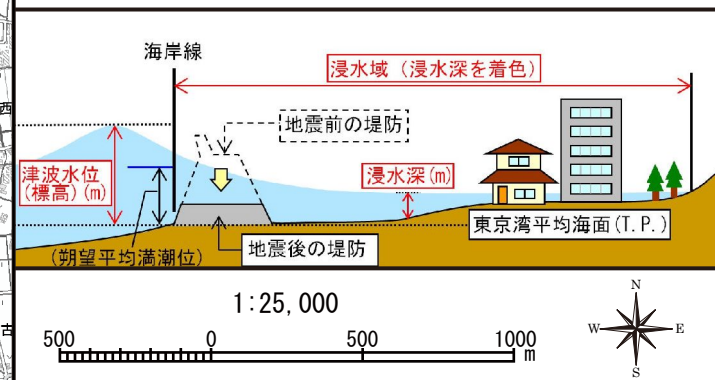 海岸線
浸水域（浸水深を着色）
西
地震前の堤防
津波水位
(標高)(m)
浸水深(m)
東京湾平均海面(T.P.)
(朔望平均満潮位)
地震後の堤防
1:25,000
古
500 0 500 1000
m
N
W E
S